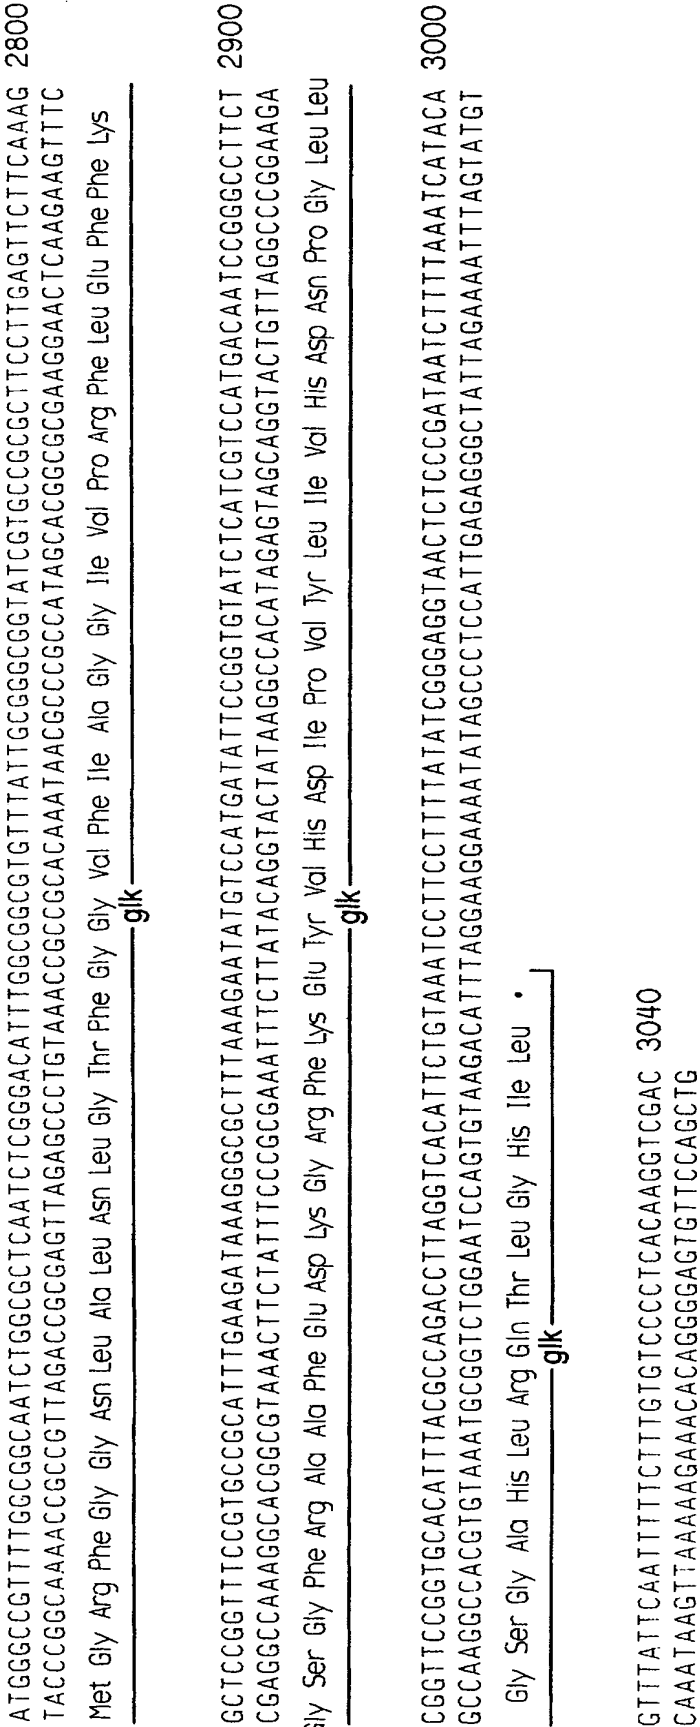 ATGGGCCGTTTTGGCGGCAATCTGGCGCTCAATCTCGGGACATTTGGCGGCGTGTTTATTGCGGGCGGTATCGTGCCGCGCTTCCTTGAGTTCTTCAAAG 2800
TACCCGGCAAAACCGCCGTTAGACCGCGAGTTAGAGCCCTGTAAACCGCCGCACAAATAACGCCCGCCATAGCACGGCGCGAAGGAACTCAAGAAGTTTC
Met Gly Arg Phe Gly Gly Asn Leu Ala Leu Asn Leu Gly Thr Phe Gly Gly Val Phe Ile Ala Gly Gly Ile Val Pro Arg Phe Leu Glu Phe Phe Lys
glk
GCTCCGGTTTCCGTGCCGCATTTGAAGATAAAGGGCGCTTTAAAGAATATGTCCATGATATTCCGGTGTATCTCATCGTCCATGACAATCCGGGCCTTCT 2900
CGAGGCCAAAGGCACGGCGTAAACTTCTATTTCCCGCGAAATTTCTTATACAGGTACTATAAGGCCACATAGAGTAGCAGGTACTGTTAGGCCCGGAAGA
Gly Ser Gly Phe Arg Ala Ala Phe Glu Asp Lys Gly Arg Phe Lys Glu Tyr Val His Asp Ile Pro Val Tyr Leu Ile Val His Asp Asn Pro Gly Leu Leu
glk
CGGTTCCGGTGCACATTTACGCCAGACCTTAGGTCACATTCTGTAAATCCTTCCTTTTATATCGGGAGGTAACTCTCCCGATAATCTTTTAAATCATACA 3000
GCCAAGGCCACGTGTAAATGCGGTCTGGAATCCAGTGTAAGACATTTAGGAAGGAAAATATAGCCCTCCATTGAGAGGGCTATTAGAAAATTTAGTATGT
Gly Ser Gly Ala His Leu Arg Gln Thr Leu Gly His Ile Leu •
glk
GTTTATTCAATTTTTCTTTGTGTCCCCTCACAAGGTCGAC 3040
CAAATAAGTTAAAAAGAAACACAGGGGAGTGTTCCAGCTG